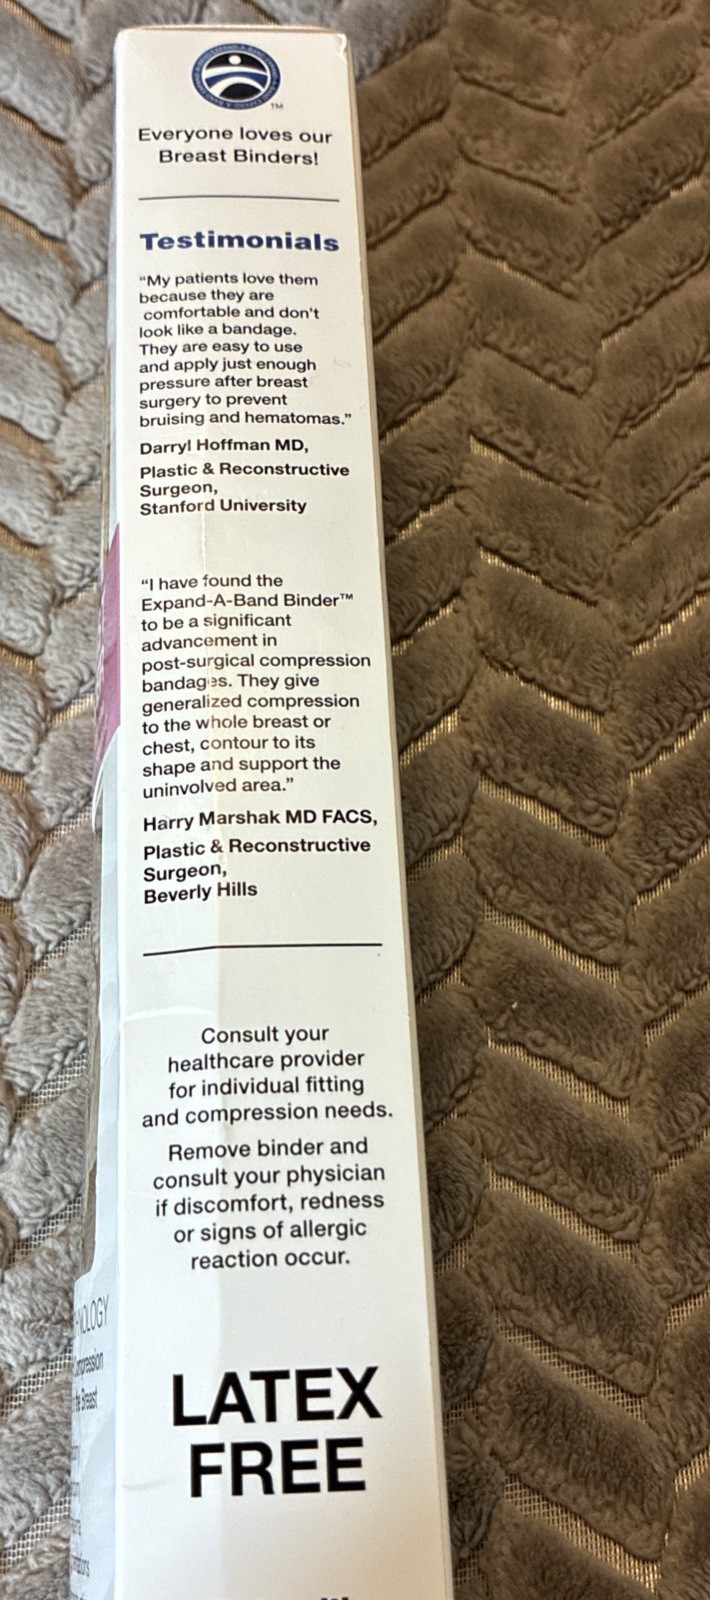 TM
Everyone loves our
Breast Binders!
Testimonials
“My patients love them
because they are
comfortable and don't
look like a bandage.
They are easy to use
and apply just enough
pressure after breast
surgery to prevent
bruising and hematomas.”
Darryl Hoffman MD,
Plastic & Reconstructive
Surgeon,
Stanford University
“I have found the
Expand-A-Band Binder™
to be a significant
advancement in
post-surgical compression
bandages. They give
generalized compression
to the whole breast or
chest, contour to its
shape and support the
uninvolved area.”
Harry Marshak MD FACS,
Plastic & Reconstructive
Surgeon,
Beverly Hills
Consult your
healthcare provider
for individual fitting
and compression needs.
Remove binder and
consult your physician
if discomfort, redness
or signs of allergic
reaction occur.
LATEX
FREE
the Breast